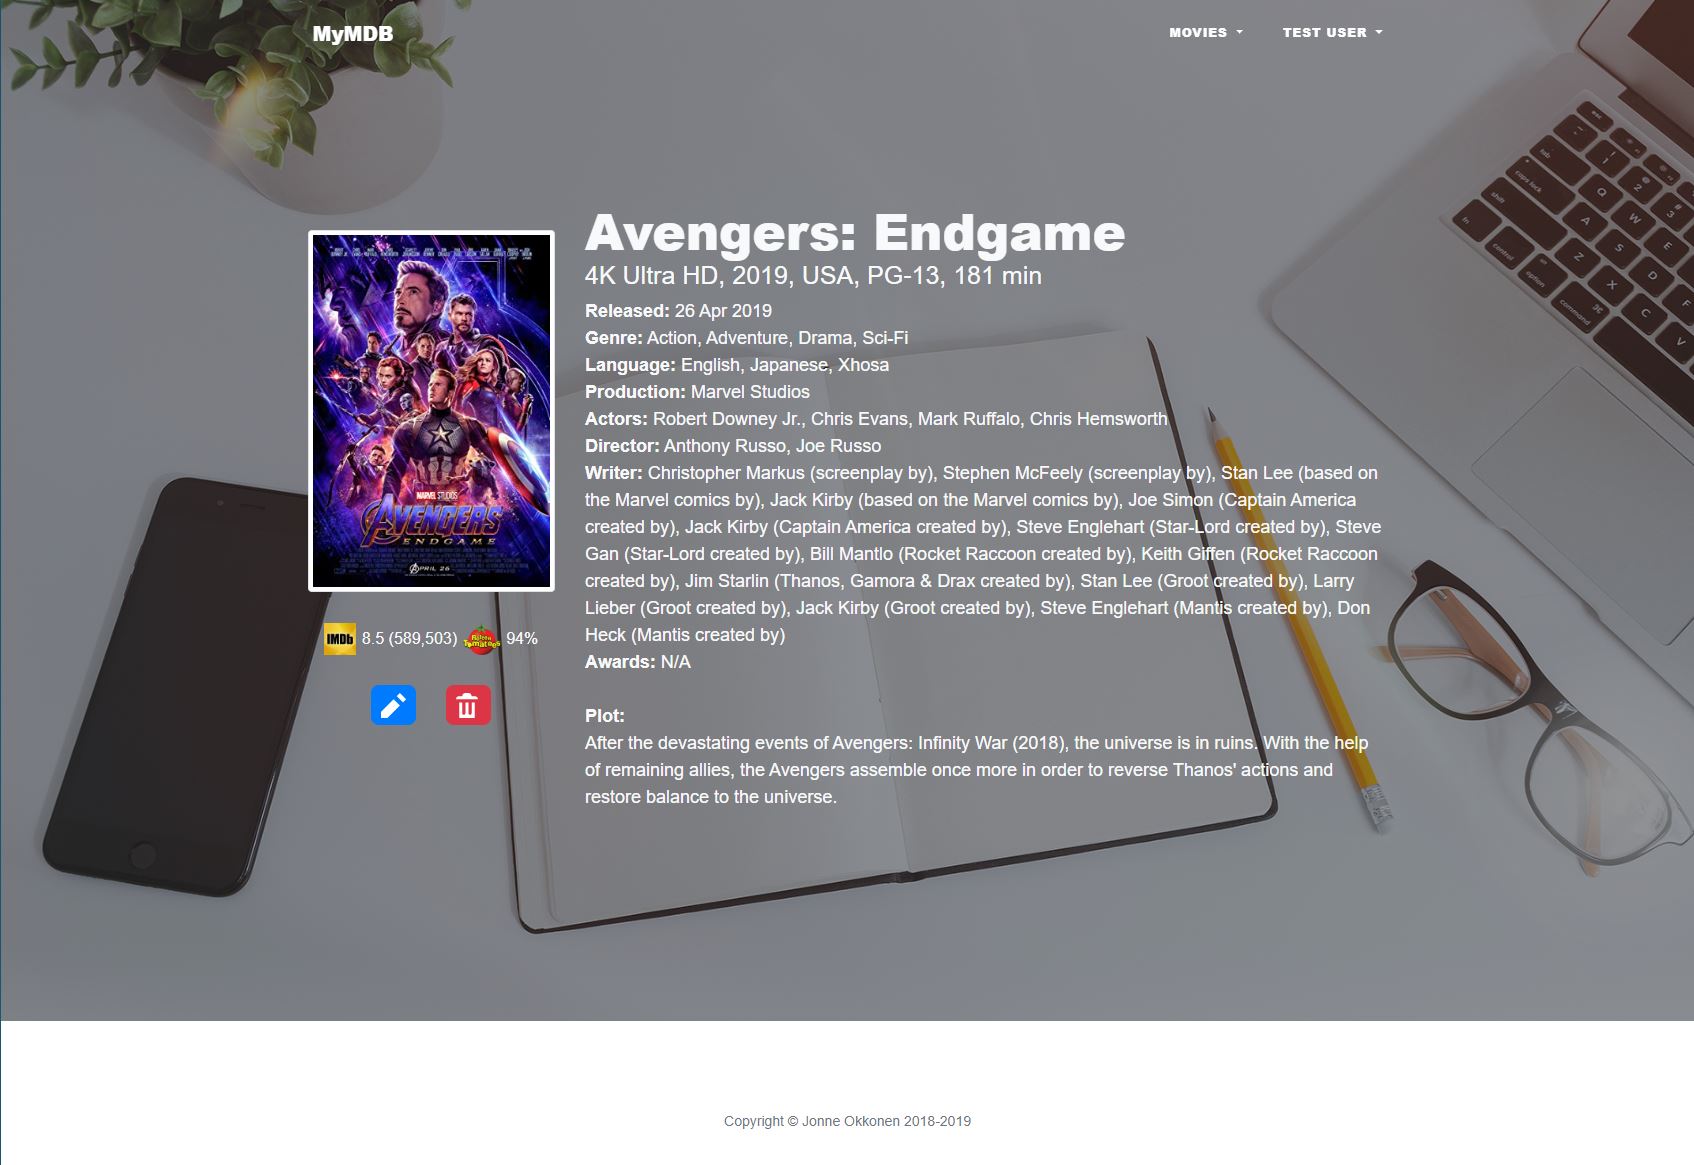 MyMDB
MOVIES
TEST USER
Avengers: Endgame
4K Ultra HD, 2019, USA, PG-13, 181 min
Released: 26 Apr 2019
Genre: Action, Adventure, Drama, Sci-Fi
Language: English, Japanese, Xhosa
Production: Marvel Studios
Actors: Robert Downey Jr., Chris Evans, Mark Ruffalo, Chris Hemsworth
Director: Anthony Russo, Joe Russo
Writer: Christopher Markus (screenplay by), Stephen McFeely (screenplay by), Stan Lee (based on
the Marvel comics by), Jack Kirby (based on the Marvel comics by), Joe Simon (Captain America
created by), Jack Kirby (Captain America created by), Steve Englehart (Star-Lord created by), Steve
Gan (Star-Lord created by), Bill Mantlo (Rocket Raccoon created by), Keith Giffen (Rocket Raccoon
created by), Jim Starlin (Thanos, Gamora & Drax created by), Stan Lee (Groot created by), Larry
Lieber (Groot created by), Jack Kirby (Groot created by), Steve Englehart (Mantis created by), Don
Heck (Mantis created by)
Awards: N/A
Plot:
After the devastating events of Avengers: Infinity War (2018), the universe is in ruins. With the help
of remaining allies, the Avengers assemble once more in order to reverse Thanos' actions and
restore balance to the universe.
MARVEL STUDIOS
AVENGERS
ENDGAME
APRIL 26
IMDb 8.5 (589,503) Rotten Tomatoes 94%
esc
tab
caps lock
shift
fn
control
option
command
Q
W
A
S
E
Z
D
X
F
C
V
Copyright © Jonne Okkonen 2018-2019